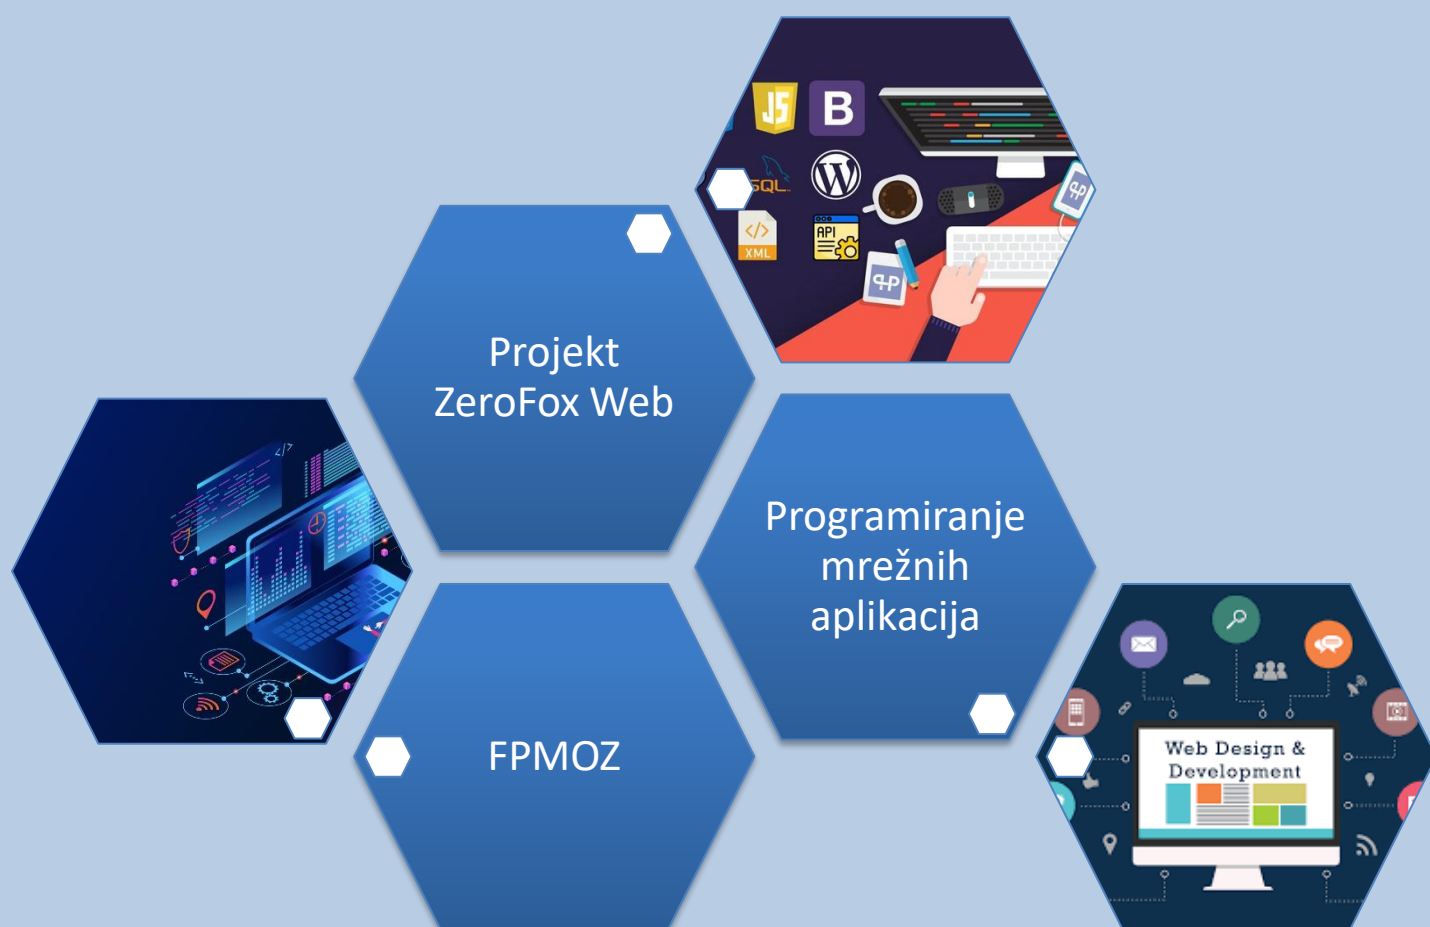 JS
B
SQL
W
API
</>
XML
Projekt
ZeroFox Web
Programiranje
mrežnih
aplikacija
</>
FPMOZ
Web Design &
Development